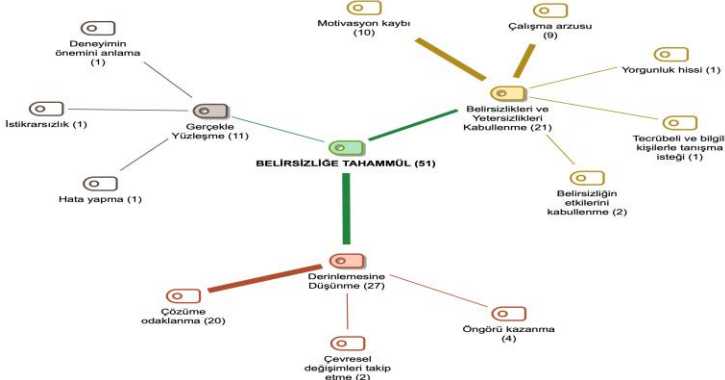 Motivasyon kaybı
(10)
Çalışma arzusu
(9)
Deneyimin
önemini anlama
(1)
Yorgunluk hissi (1)
İstikrarsızlık (1)
Gerçekle
Yüzleşme (11)
Belirsizlikleri ve
Yetersizlikleri
Kabullenme (21)
Tecrübeli ve bilgil
kişilerle tanışma
isteği (1)
BELİRSİZLİĞE TAHAMMÜL (51)
Hata yapma (1)
Belirsizliğin
etkilerini
kabullenme (2)
Derinlemesine
Düşünme (27)
Çözüme
odaklanma (20)
Öngörü kazanma
(4)
Çevresel
değişimleri takip
etme (2)